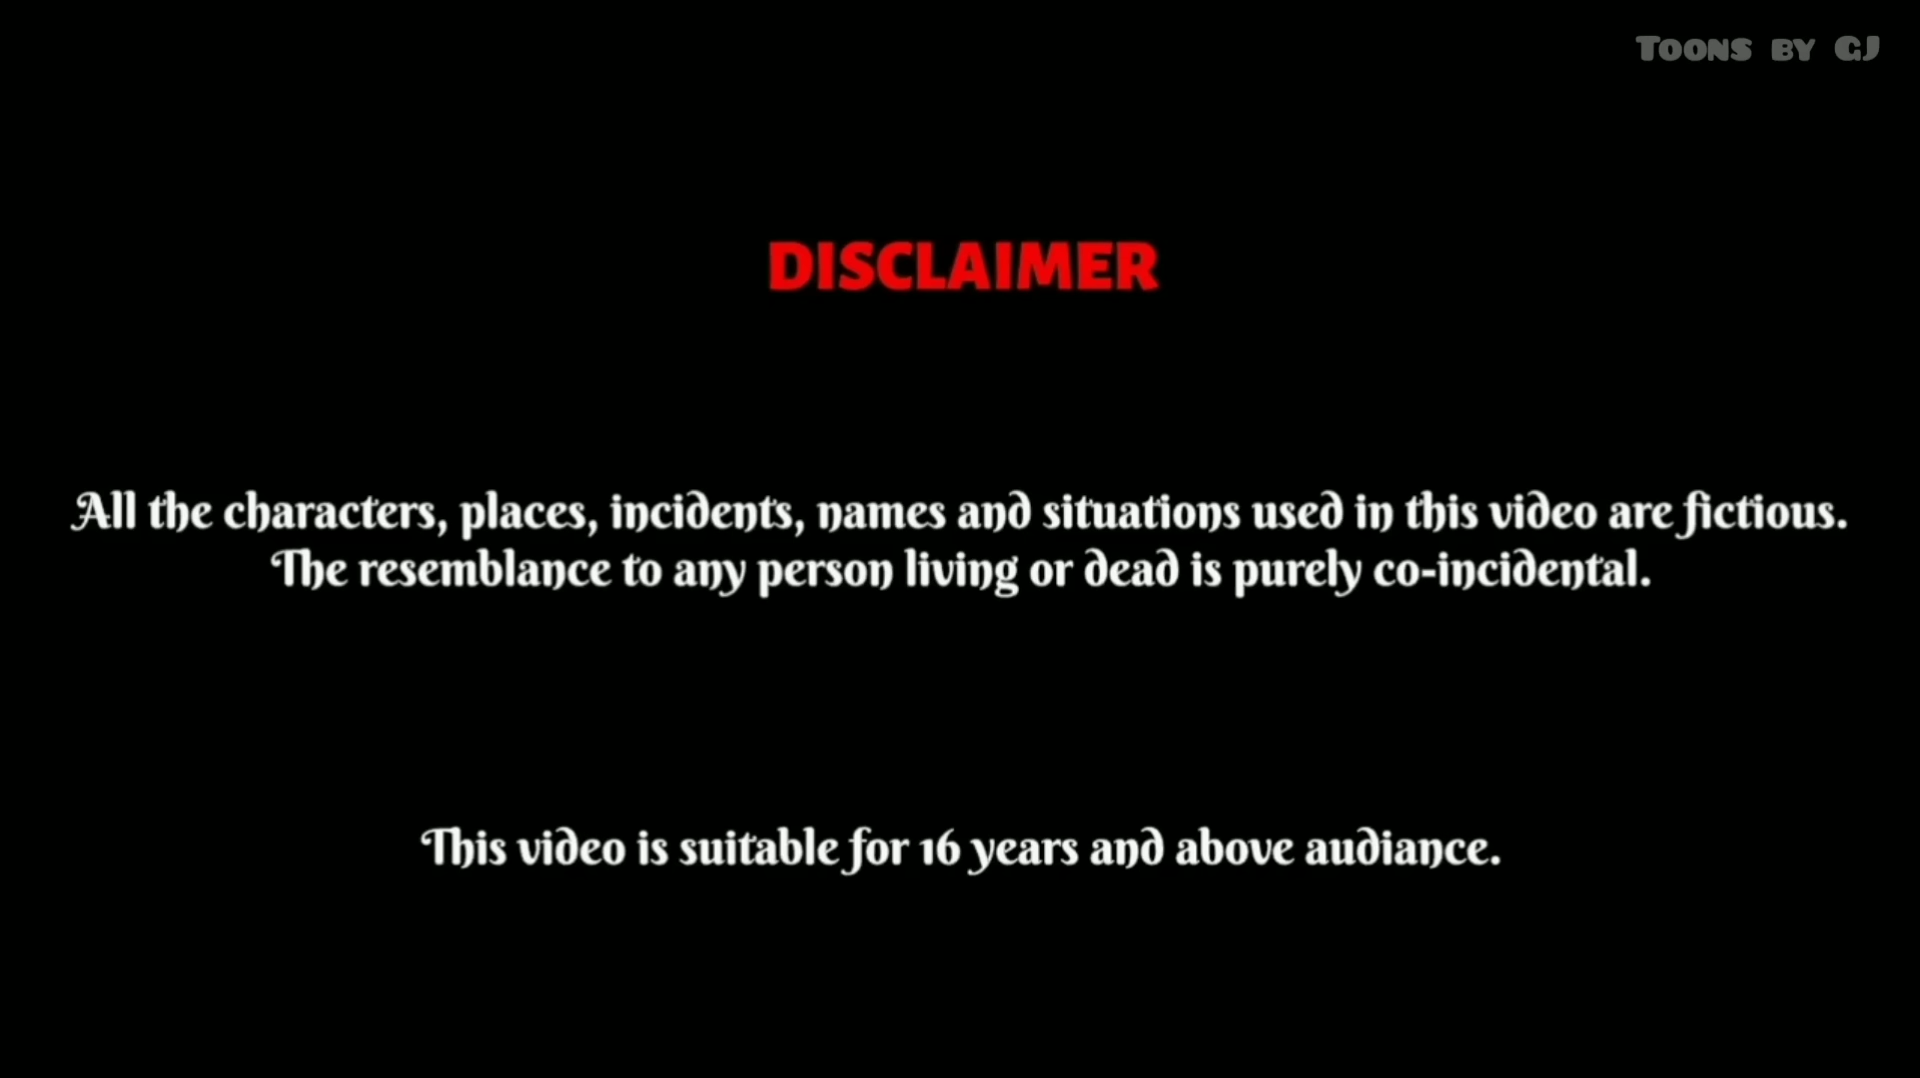 Toons by GJ
DISCLAIMER
All the characters, places, incidents, names and situations used in this video are fictious.
The resemblance to any person living or dead is purely co-incidental.
This video is suitable for 16 years and above audiance.